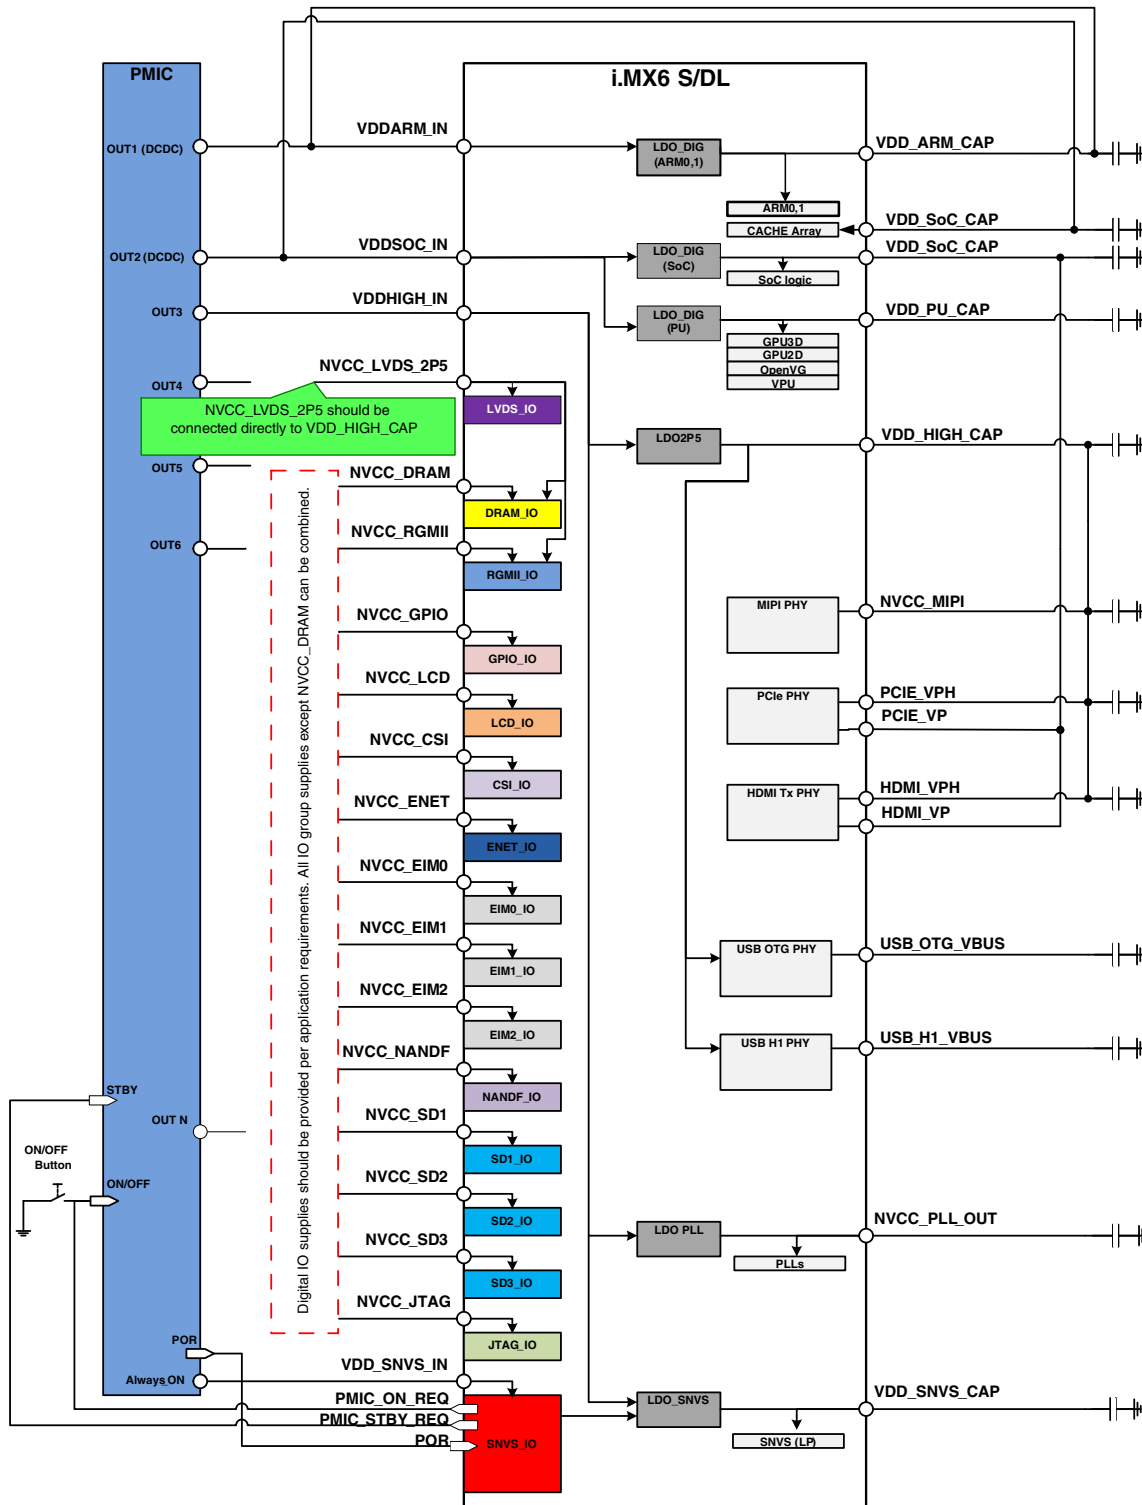 PMIC
i.MX6 S/DL
OUT1 (DCDC)
VDDARM_IN
LDO_DIG
(ARM0,1)
VDD_ARM_CAP
ARM0,1
CACHE Array
VDD_SoC_CAP
OUT2 (DCDC)
VDDSOC_IN
LDO_DIG
(SoC)
VDD_SoC_CAP
SoC logic
OUT3
VDDHIGH_IN
LDO_DIG
(PU)
VDD_PU_CAP
GPU3D
GPU2D
OpenVG
VPU
OUT4
NVCC_LVDS_2P5
LVDS_IO
NVCC_LVDS_2P5 should be
connected directly to VDD_HIGH_CAP
LDO2P5
VDD_HIGH_CAP
OUT5
NVCC_DRAM
DRAM_IO
OUT6
NVCC_RGMII
RGMII_IO
Digital IO supplies should be provided per application requirements. All IO group supplies except NVCC_DRAM can be combined.
NVCC_GPIO
GPIO_IO
MIPI PHY
NVCC_MIPI
NVCC_LCD
LCD_IO
PCIe PHY
PCIE_VPH
PCIE_VP
NVCC_CSI
CSI_IO
HDMI Tx PHY
HDMI_VPH
HDMI_VP
NVCC_ENET
ENET_IO
NVCC_EIM0
EIM0_IO
NVCC_EIM1
EIM1_IO
USB OTG PHY
USB_OTG_VBUS
NVCC_EIM2
EIM2_IO
USB H1 PHY
USB_H1_VBUS
NVCC_NANDF
NANDF_IO
STBY
OUT N
NVCC_SD1
SD1_IO
ON/OFF
Button
ON/OFF
NVCC_SD2
SD2_IO
LDO PLL
NVCC_PLL_OUT
PLLs
NVCC_SD3
SD3_IO
NVCC_JTAG
JTAG_IO
POR
Always_ON
VDD_SNVS_IN
PMIC_ON_REQ
PMIC_STBY_REQ
POR
SNVS_IO
LDO_SNVS
VDD_SNVS_CAP
SNVS (LP)